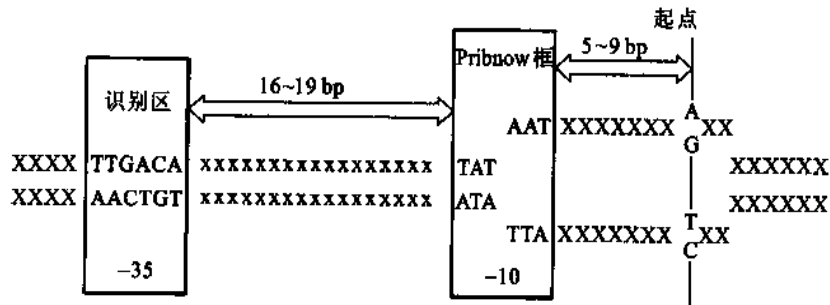 起点
Pribnow框
5~9 bp
识别区
16~19 bp
A
AAT XXXXXXX XX
G
XXXX TTGACA xxxxxxxxxxxxxxxxx TAT XXXXXX
XXXX AACTGT xxxxxxxxxxxxxxxxx ATA XXXXXX
T
TTA XXXXXXX XX
C
-35
-10